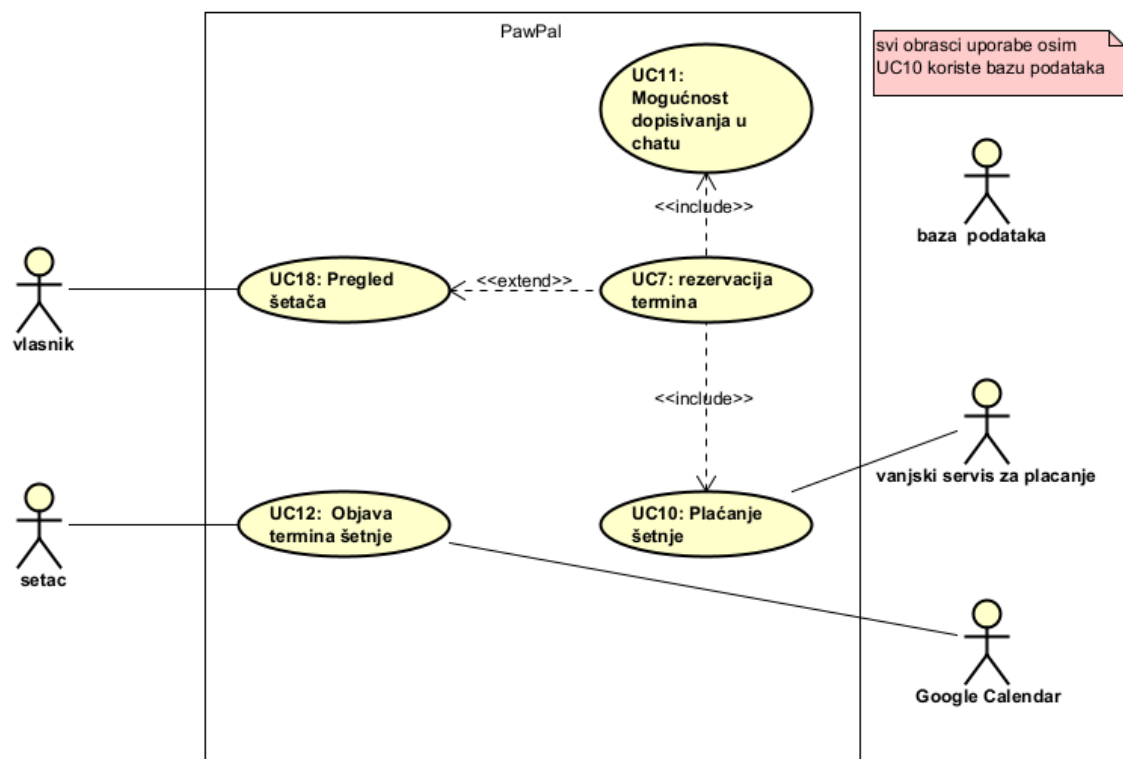 PawPal
svi obrasci uporabe osim
UC10 koriste bazu podataka
UC11:
Mogućnost
dopisivanja u
chatu
<<include>>
baza  podataka
UC18: Pregled
šetača
<<extend>>
UC7: rezervacija
termina
vlasnik
<<include>>
vanjski servis za placanje
UC12:  Objava
termina šetnje
UC10: Plaćanje
šetnje
setac
Google Calendar